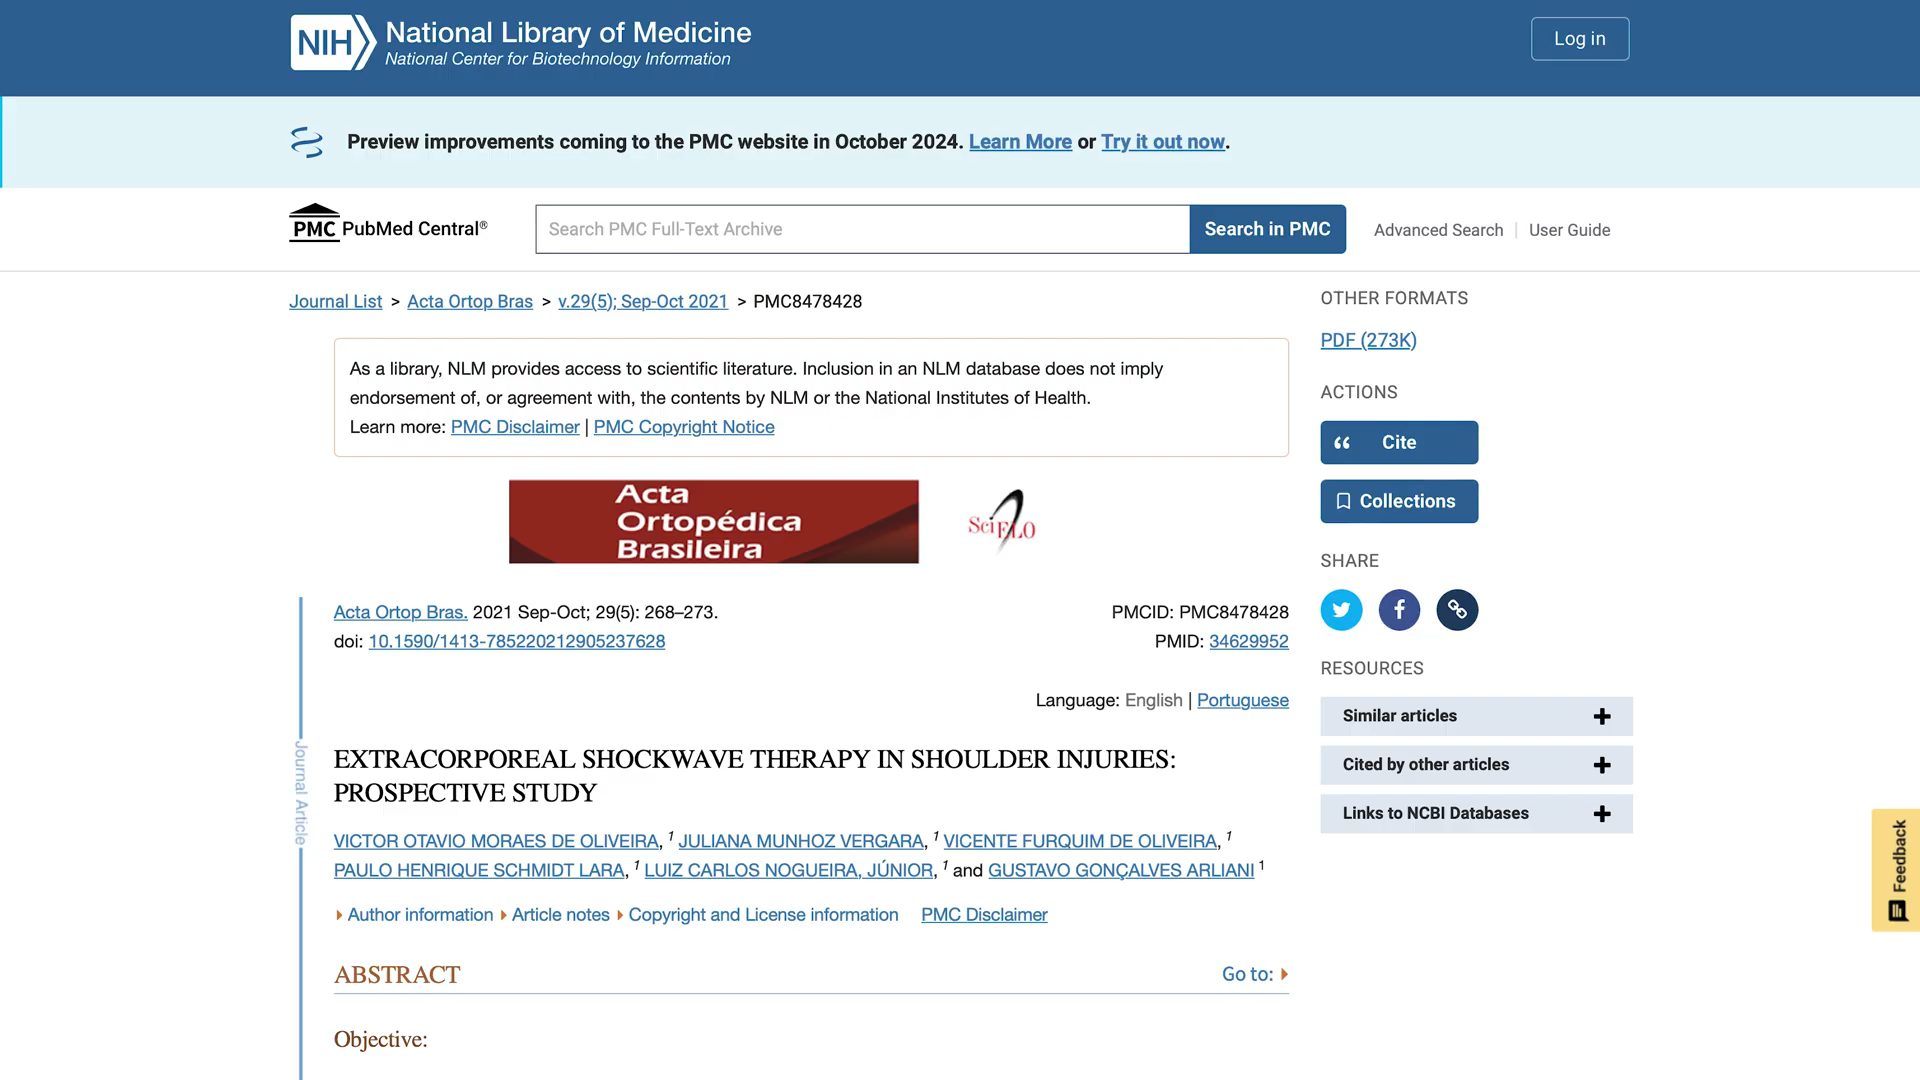 NIH National Library of Medicine
National Center for Biotechnology Information
Log in
Preview improvements coming to the PMC website in October 2024. Learn More or Try it out now.
PMC PubMed Central®
Search PMC Full-Text Archive
Search in PMC
Advanced Search | User Guide
Journal List > Acta Ortop Bras > v.29(5); Sep-Oct 2021 > PMC8478428
As a library, NLM provides access to scientific literature. Inclusion in an NLM database does not imply
endorsement of, or agreement with, the contents by NLM or the National Institutes of Health.
Learn more: PMC Disclaimer | PMC Copyright Notice
Acta
Ortopédica
Brasileira
SciELO
Acta Ortop Bras. 2021 Sep-Oct; 29(5): 268–273.
doi: 10.1590/1413-785220212905237628
PMCID: PMC8478428
PMID: 34629952
Language: English | Portuguese
Journal Article
EXTRACORPOREAL SHOCKWAVE THERAPY IN SHOULDER INJURIES:
PROSPECTIVE STUDY
VICTOR OTAVIO MORAES DE OLIVEIRA, 1 JULIANA MUNHOZ VERGARA, 1 VICENTE FURQUIM DE OLIVEIRA, 1
PAULO HENRIQUE SCHMIDT LARA, 1 LUIZ CARLOS NOGUEIRA, JÚNIOR, 1 and GUSTAVO GONÇALVES ARLIANI 1
Author information Article notes Copyright and License information PMC Disclaimer
ABSTRACT
Go to:
Objective:
OTHER FORMATS
PDF (273K)
ACTIONS
Cite
Collections
SHARE
RESOURCES
Similar articles
Cited by other articles
Links to NCBI Databases
Feedback